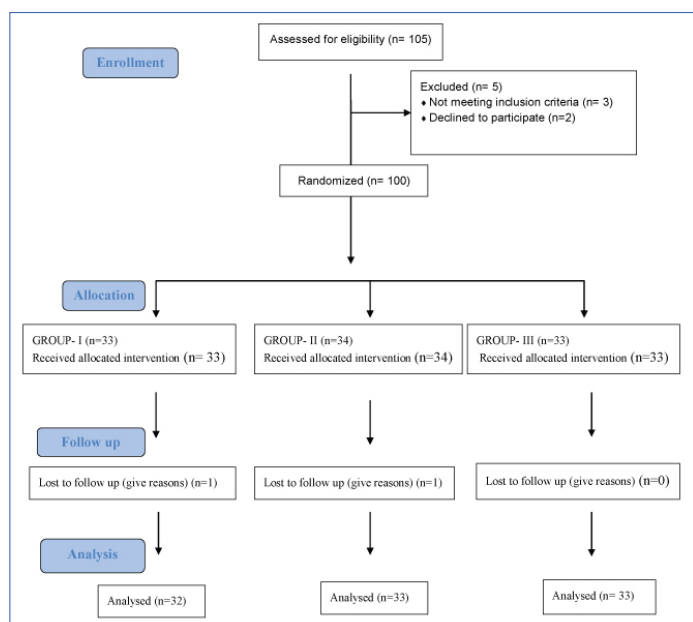 Assessed for eligibility (n= 105)
Enrollment
Excluded (n= 5)
♦ Not meeting inclusion criteria (n= 3)
♦ Declined to participate (n=2)
Randomized (n= 100)
Allocation
GROUP- I (n=33)
Received allocated intervention (n= 33)
GROUP- II (n=34)
Received allocated intervention (n=34)
GROUP- III (n=33)
Received allocated intervention (n=33)
Follow up
Lost to follow up (give reasons) (n=1)
Lost to follow up (give reasons) (n=1)
Lost to follow up (give reasons) (n=0)
Analysis
Analysed (n=32)
Analysed (n=33)
Analysed (n=33)